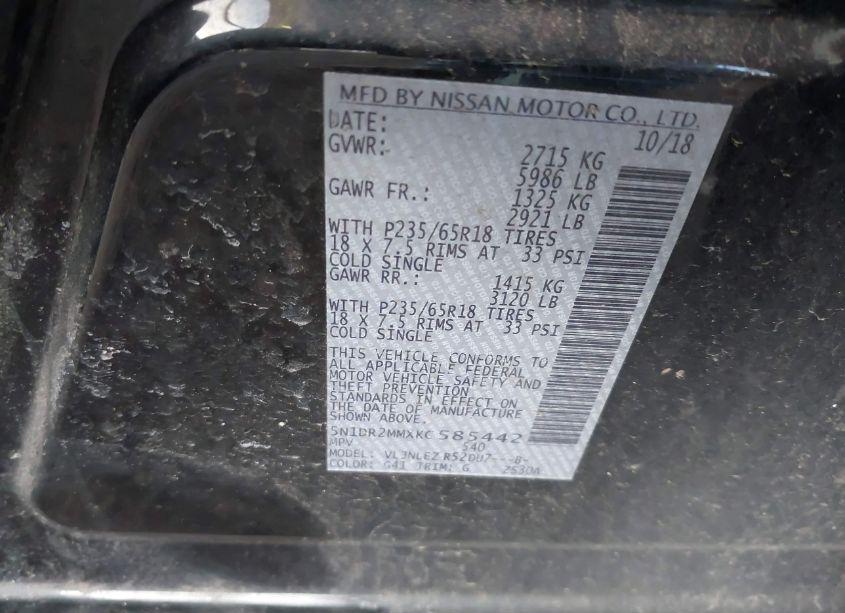 MFD BY NISSAN MOTOR CO., LTD.
DATE: 10/18
GVWR: 2715 KG
5986 LB
GAWR FR.: 1325 KG
2921 LB
WITH P235/65R18 TIRES
18 X 7.5 RIMS AT 33 PSI
COLD SINGLE
GAWR RR.: 1415 KG
3120 LB
WITH P235/65R18 TIRES
18 X 7.5 RIMS AT 33 PSI
COLD SINGLE
THIS VEHICLE CONFORMS TO
ALL APPLICABLE FEDERAL
MOTOR VEHICLE SAFETY AND
THEFT PREVENTION
STANDARDS IN EFFECT ON
THE DATE OF MANUFACTURE
SHOWN ABOVE.
5N1DR2MMXKC585442
MPV 540
MODEL:
COLOR: G41 TRIM: G